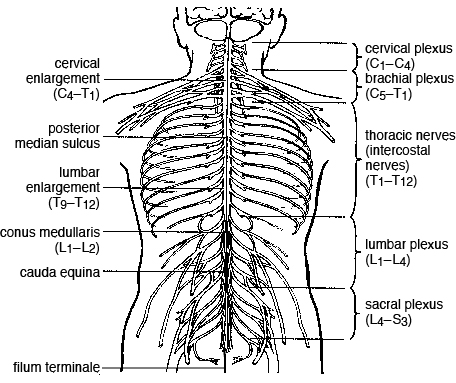 cervical
enlargement
(C4–T1)
posterior
median sulcus
lumbar
enlargement
(T9–T12)
conus medullaris
(L1–L2)
cauda equina
filum terminale
cervical plexus
(C1–C4)
brachial plexus
(C5–T1)
thoracic nerves
(intercostal
nerves)
(T1–T12)
lumbar plexus
(L1–L4)
sacral plexus
(L4–S3)